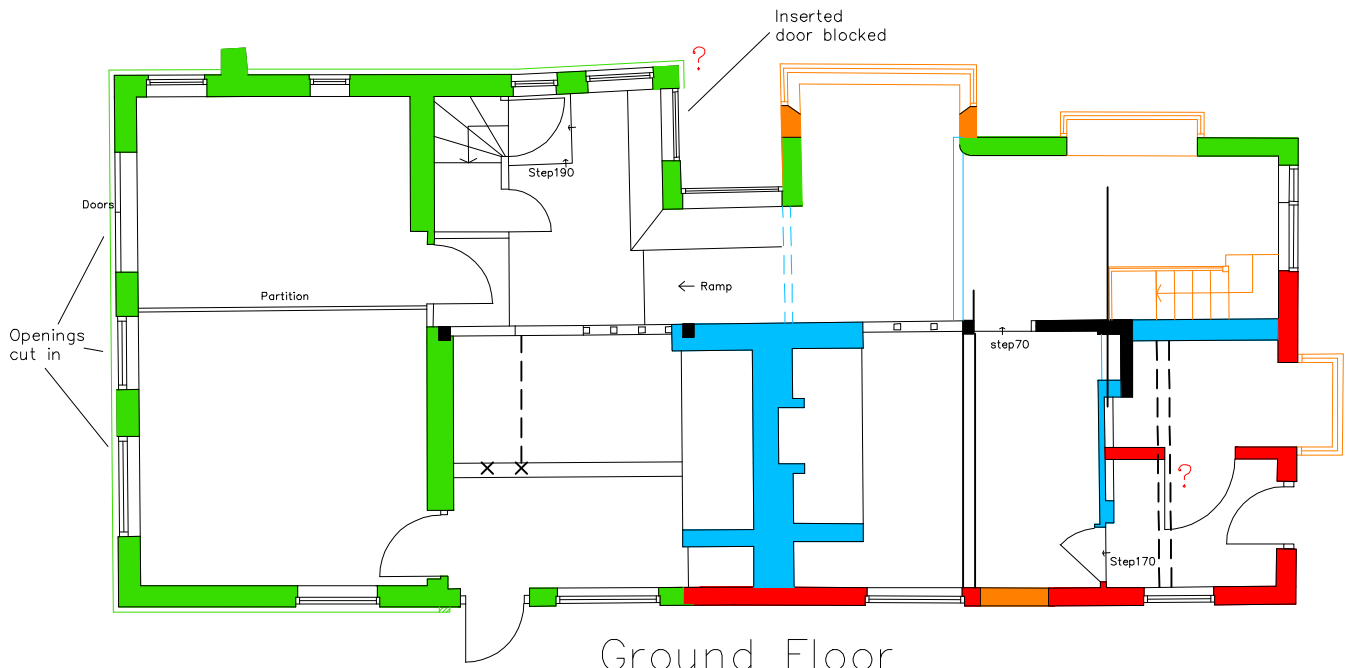 Inserted
door blocked
?
Step190
Doors
Partition
Ramp
Openings
cut in
step70
?
Step170
Ground Floor